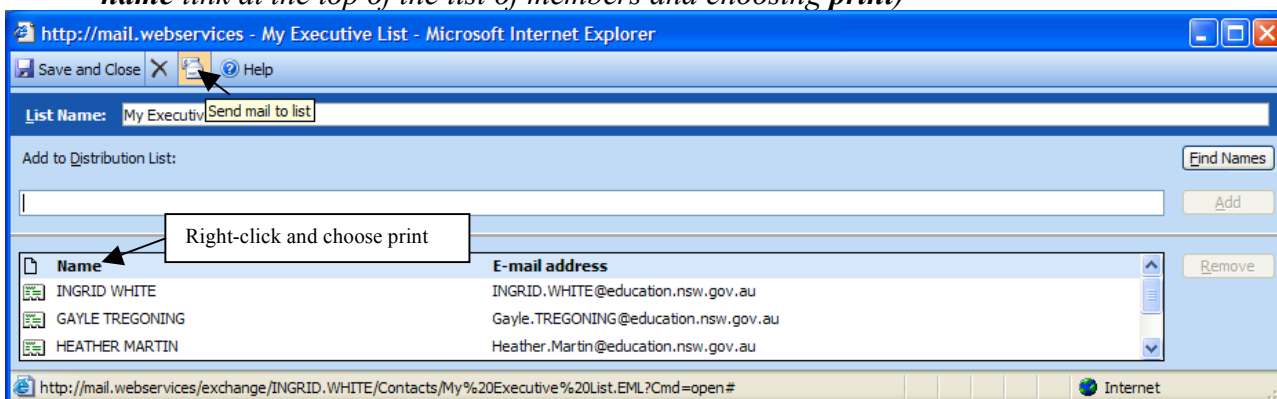 name link at the top of the list of members and choosing print)
http://mail.webservices - My Executive List - Microsoft Internet Explorer
Save and Close Help
List Name: My Executiv
Send mail to list
Add to Distribution List:
Find Names
Add
Right-click and choose print
Name E-mail address
Remove
INGRID WHITE INGRID.WHITE@education.nsw.gov.au
GAYLE TREGONING Gayle.TREGONING@education.nsw.gov.au
HEATHER MARTIN Heather.Martin@education.nsw.gov.au
http://mail.webservices/exchange/INGRID.WHITE/Contacts/My%20Executive%20List.EML?Cmd=open# Internet